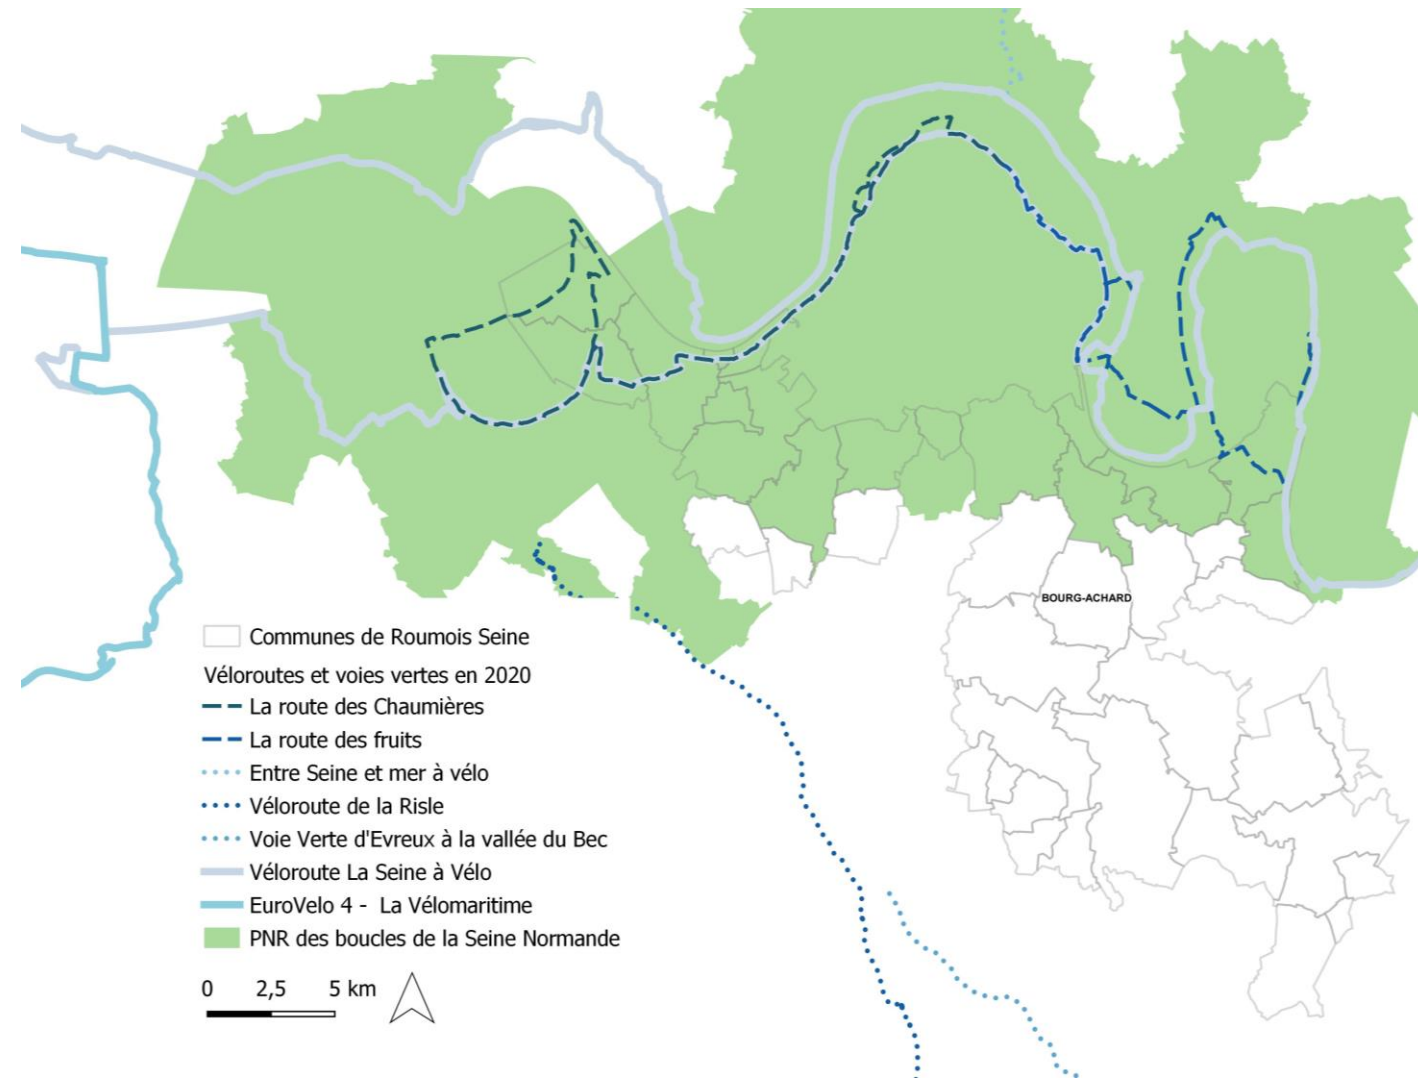 BOURG-ACHARD
Communes de Roumois Seine
Véloroutes et voies vertes en 2020
La route des Chaumières
La route des fruits
Entre Seine et mer à vélo
Véloroute de la Risle
Voie Verte d'Evreux à la vallée du Bec
Véloroute La Seine à Vélo
EuroVelo 4 - La Vélomaritime
PNR des boucles de la Seine Normande
0 2,5 5 km